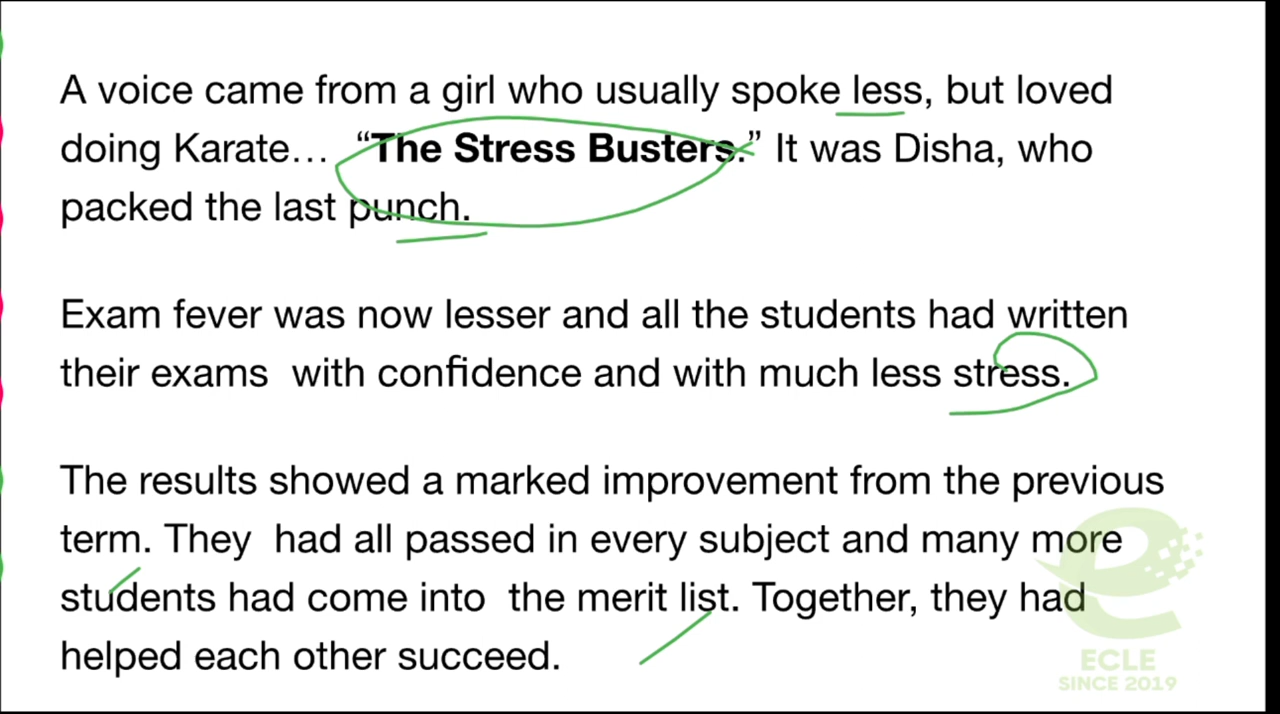 A voice came from a girl who usually spoke less, but loved
doing Karate… “The Stress Busters.” It was Disha, who
packed the last punch.
Exam fever was now lesser and all the students had written
their exams  with confidence and with much less stress.
The results showed a marked improvement from the previous
term. They  had all passed in every subject and many more
students had come into  the merit list. Together, they had
helped each other succeed.
ECLE
SINCE 2019